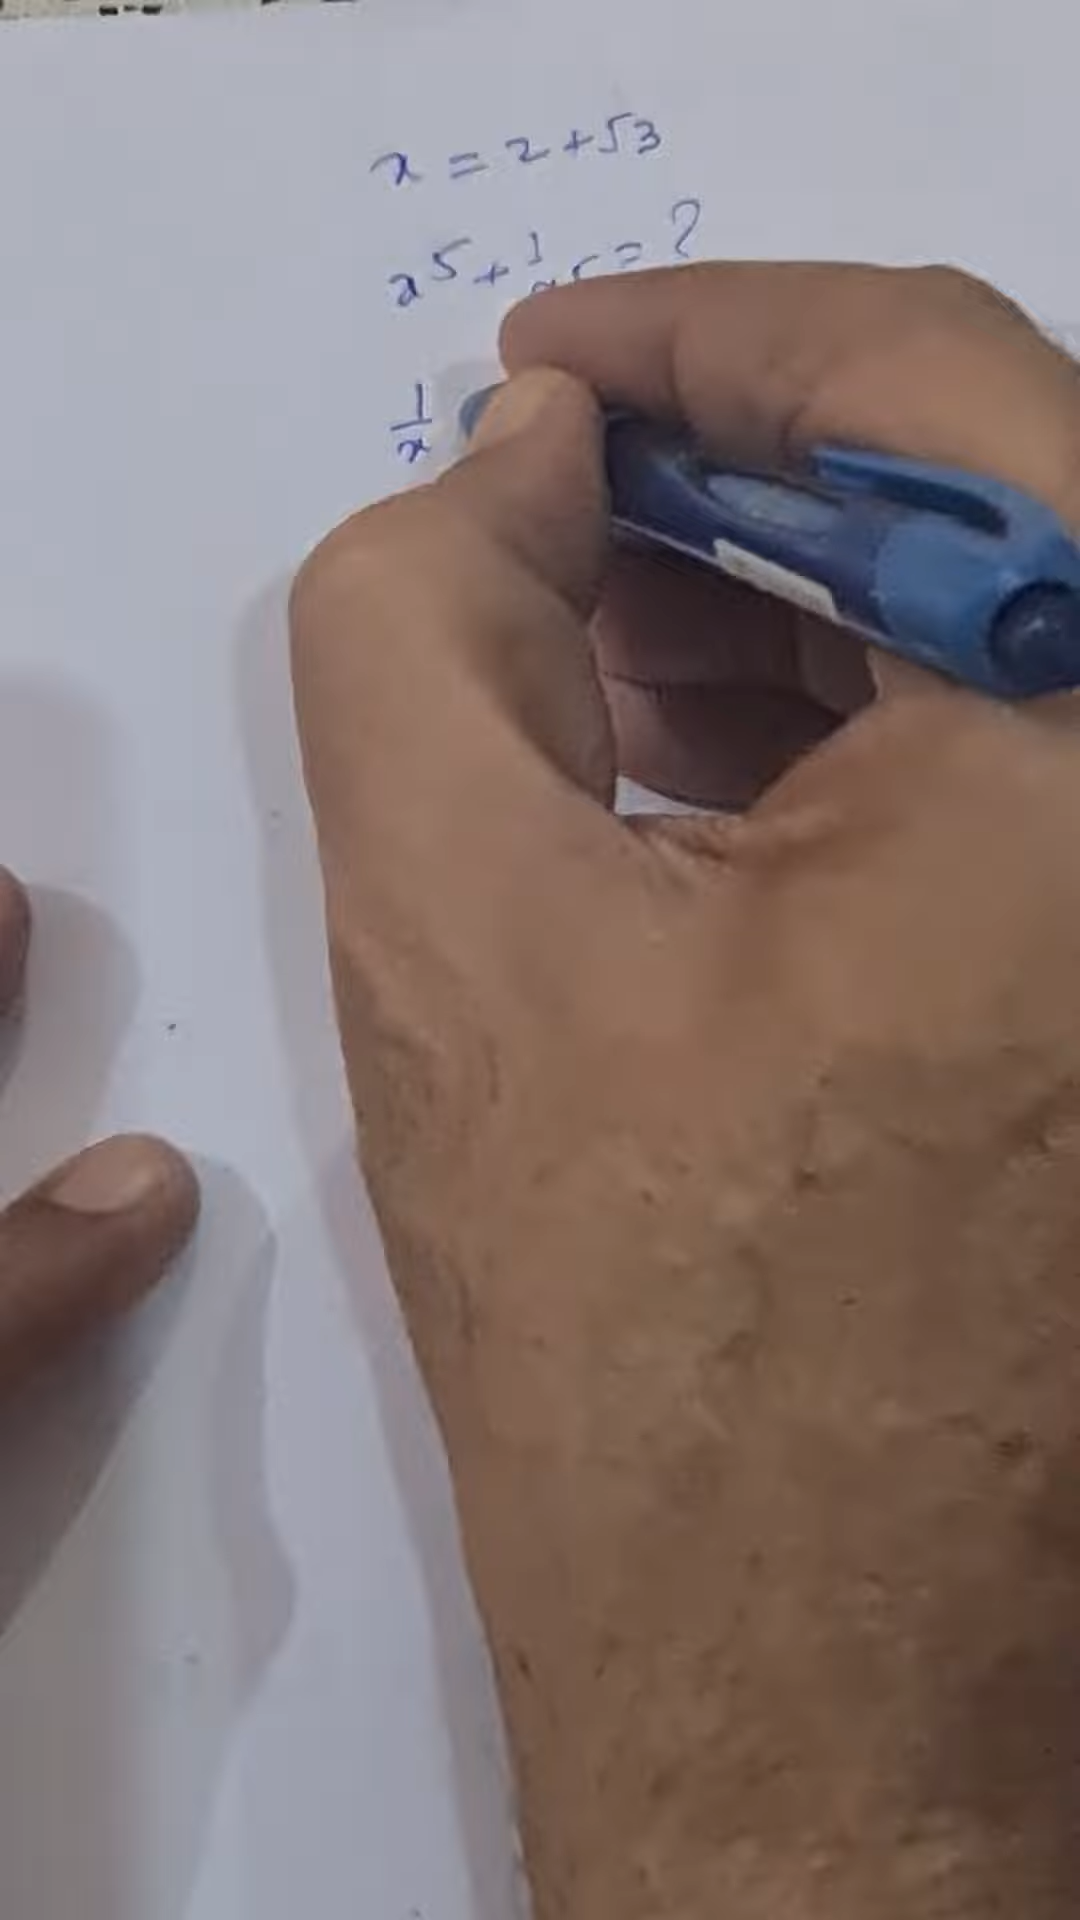 x = 2 + √3
x⁵ + 1/x⁵ = ?
1/x